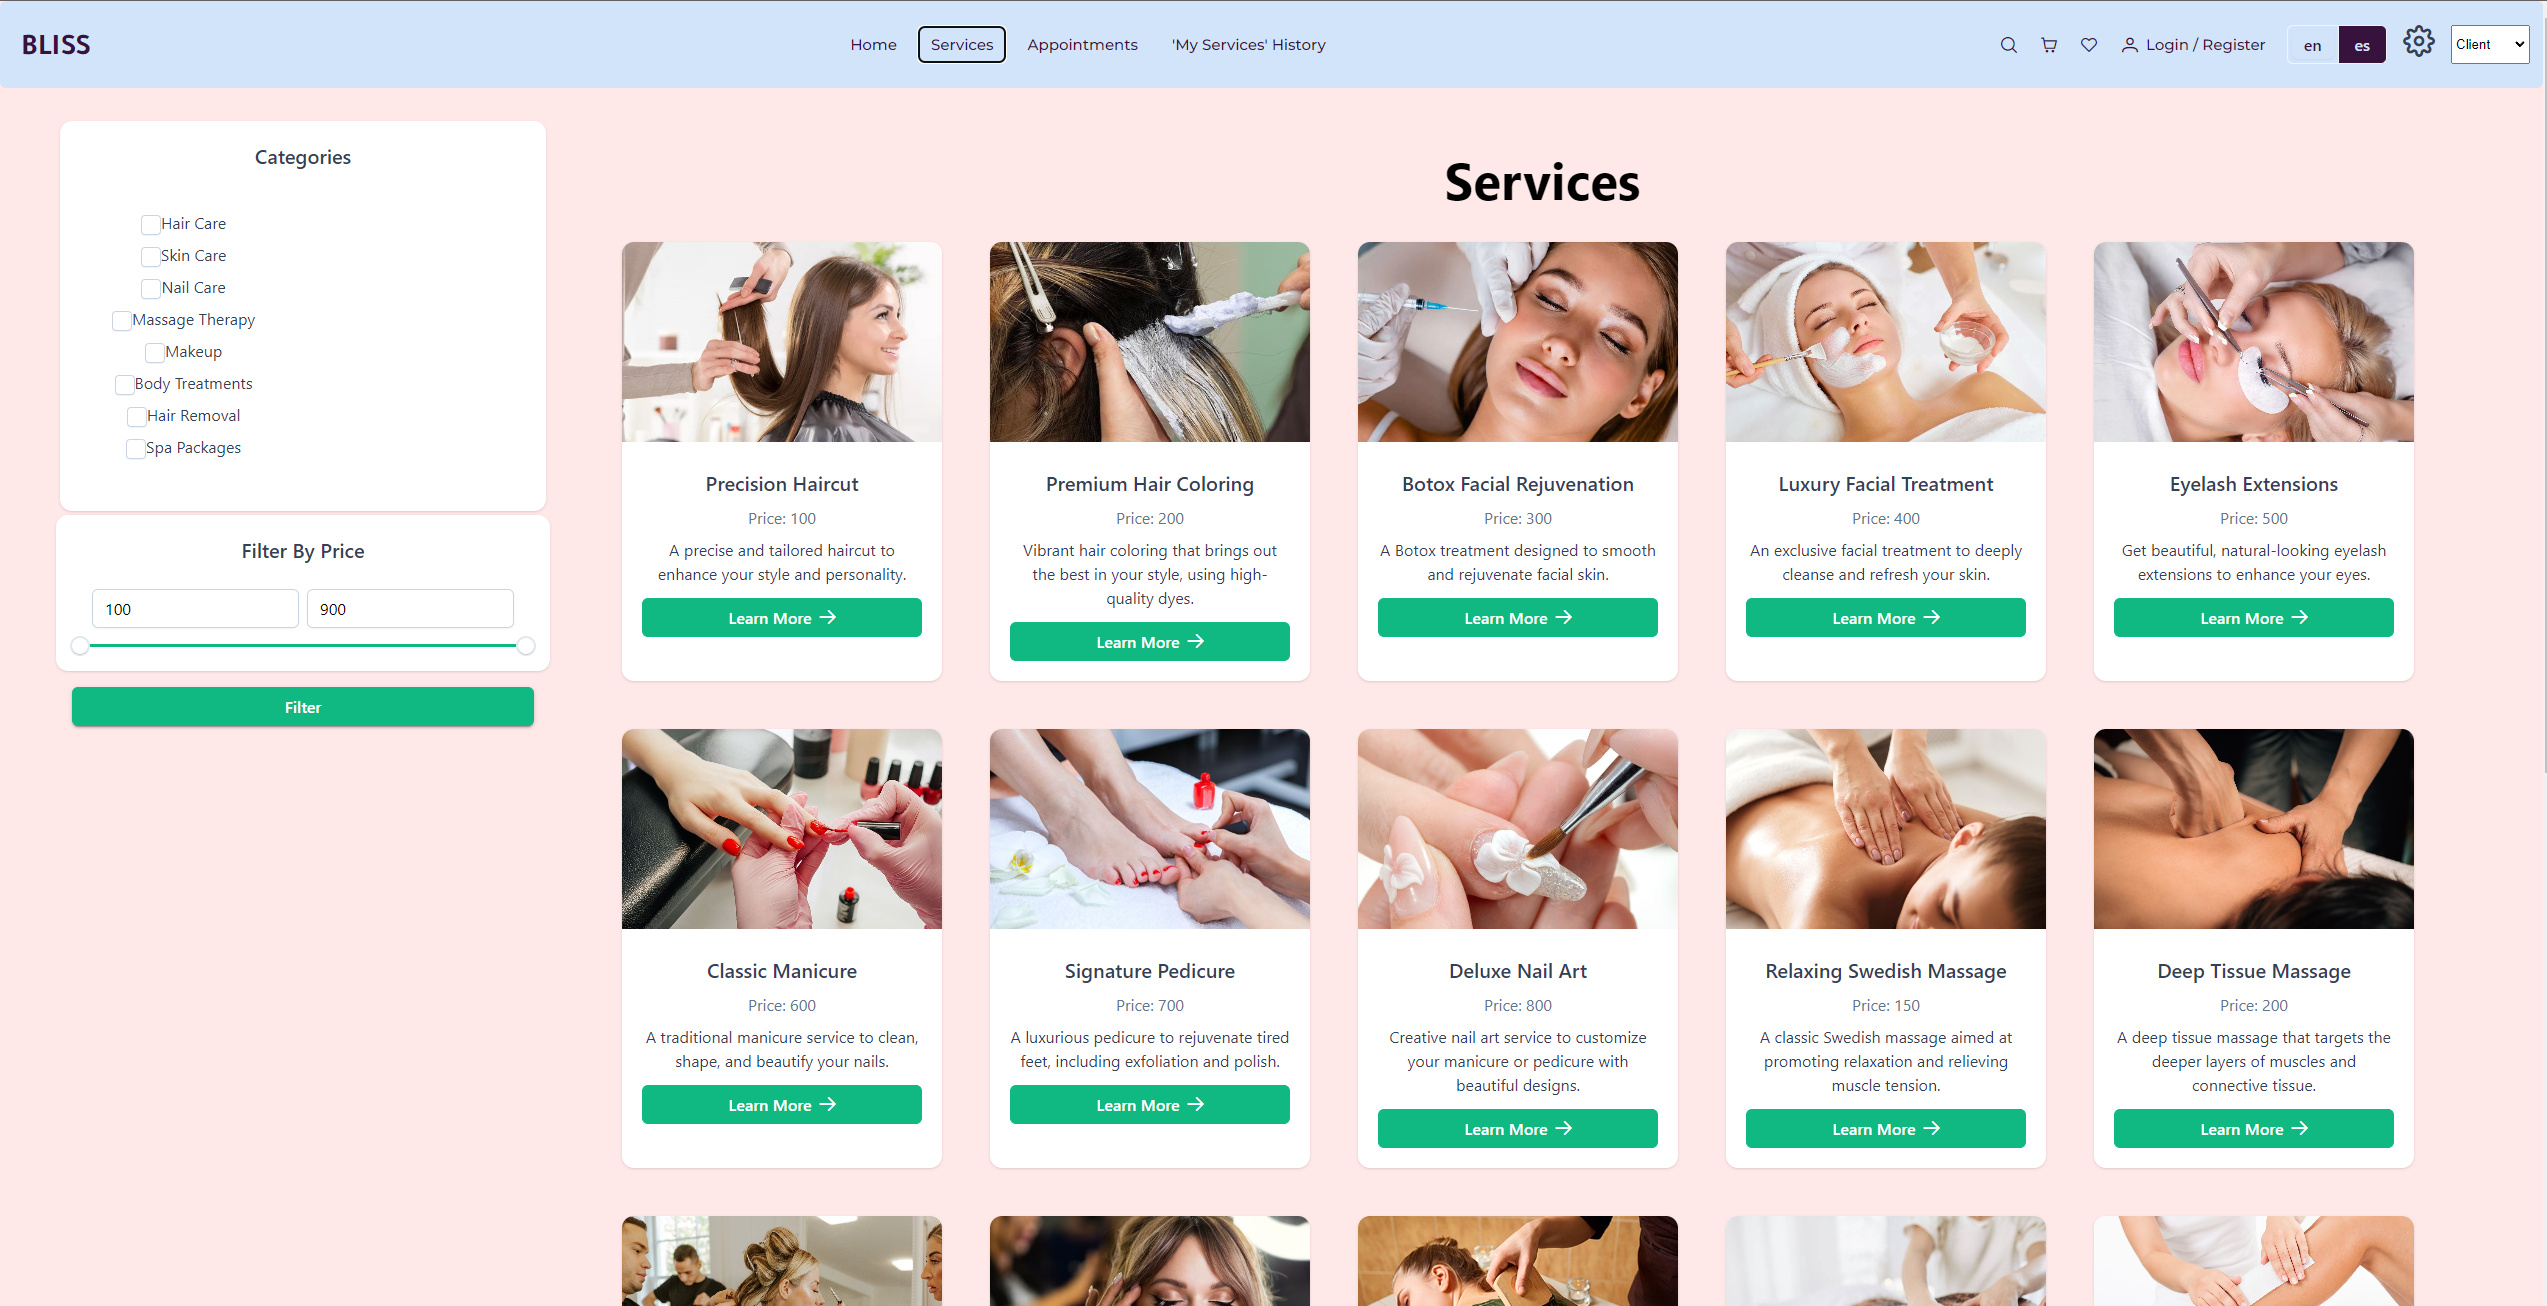 BLISS
Home
Services
Appointments
'My Services' History
Login / Register
en
es
Client
Categories
Hair Care
Skin Care
Nail Care
Massage Therapy
Makeup
Body Treatments
Hair Removal
Spa Packages
Filter By Price
100
900
Filter
Services
Precision Haircut
Price: 100
A precise and tailored haircut to
enhance your style and personality.
Learn More
Premium Hair Coloring
Price: 200
Vibrant hair coloring that brings out
the best in your style, using high-
quality dyes.
Learn More
Botox Facial Rejuvenation
Price: 300
A Botox treatment designed to smooth
and rejuvenate facial skin.
Learn More
Luxury Facial Treatment
Price: 400
An exclusive facial treatment to deeply
cleanse and refresh your skin.
Learn More
Eyelash Extensions
Price: 500
Get beautiful, natural-looking eyelash
extensions to enhance your eyes.
Learn More
Classic Manicure
Price: 600
A traditional manicure service to clean,
shape, and beautify your nails.
Learn More
Signature Pedicure
Price: 700
A luxurious pedicure to rejuvenate tired
feet, including exfoliation and polish.
Learn More
Deluxe Nail Art
Price: 800
Creative nail art service to customize
your manicure or pedicure with
beautiful designs.
Learn More
Relaxing Swedish Massage
Price: 150
A classic Swedish massage aimed at
promoting relaxation and relieving
muscle tension.
Learn More
Deep Tissue Massage
Price: 200
A deep tissue massage that targets the
deeper layers of muscles and
connective tissue.
Learn More